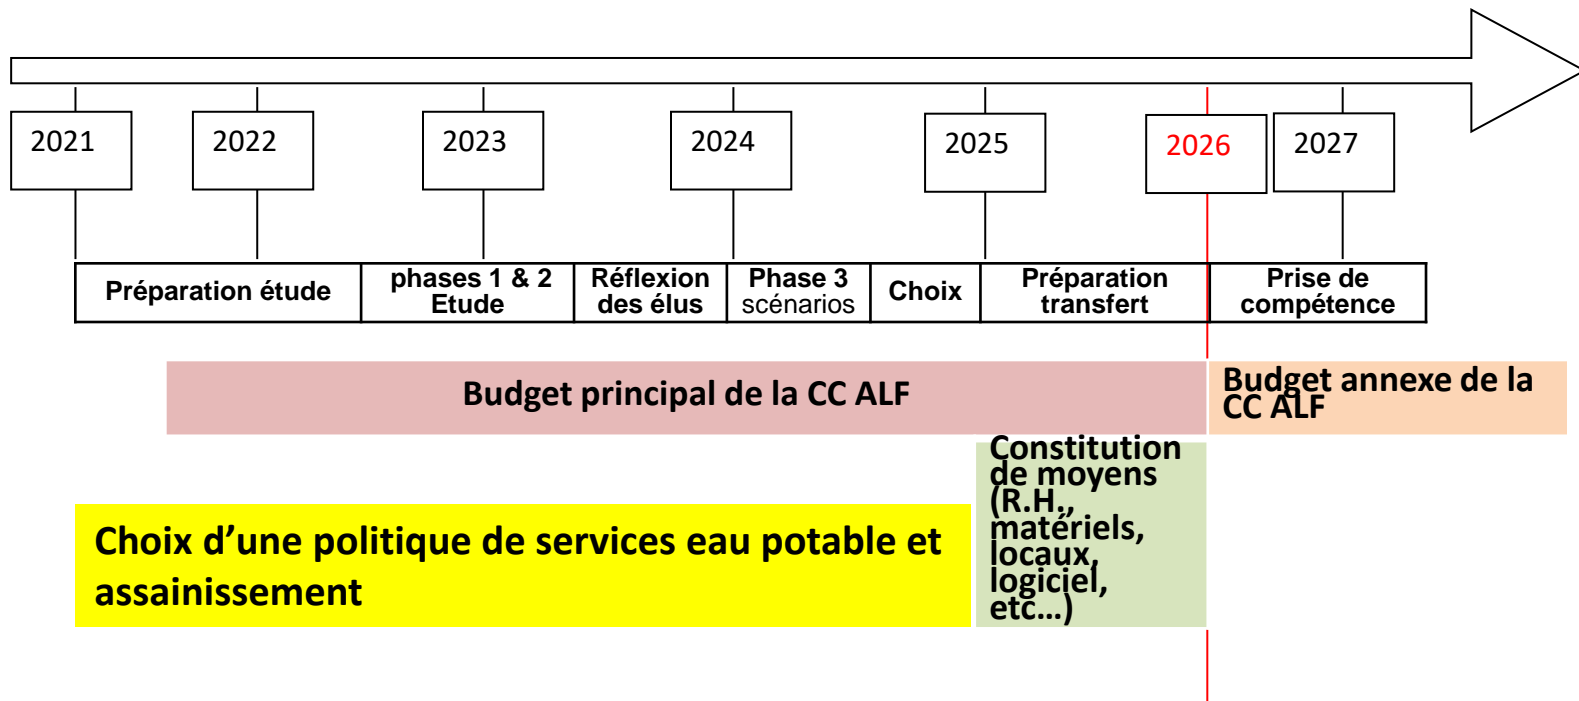 2021
2022
2023
2024
2025
2026
2027
Préparation étude
phases 1 & 2
Etude
Réflexion
des élus
Phase 3
scénarios
Choix
Préparation
transfert
Prise de
compétence
Budget principal de la CC ALF
Budget annexe de la
CC ALF
Constitution
de moyens
(R.H.,
matériels,
locaux,
logiciel,
etc...)
Choix d’une politique de services eau potable et
assainissement